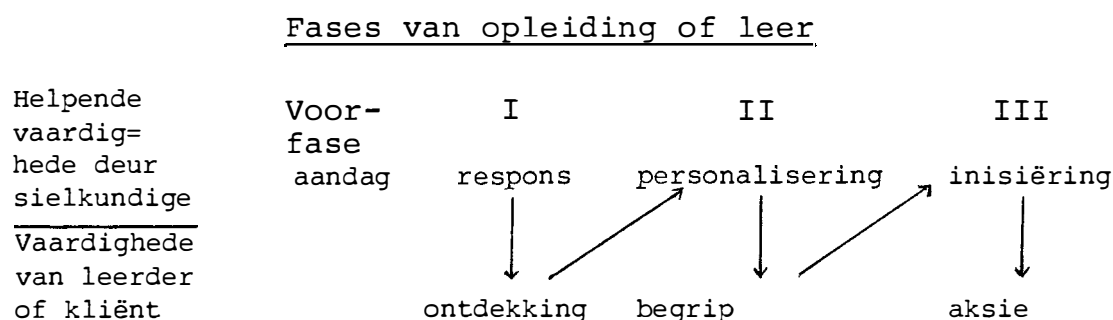 Fases van opleiding of leer
Helpende
vaardig=
hede deur
sielkundige
Voor-
fase
I
II
III
aandag
respons
personalisering
inisiëring
Vaardighede
van leerder
of kliënt
ontdekking
begrip
aksie